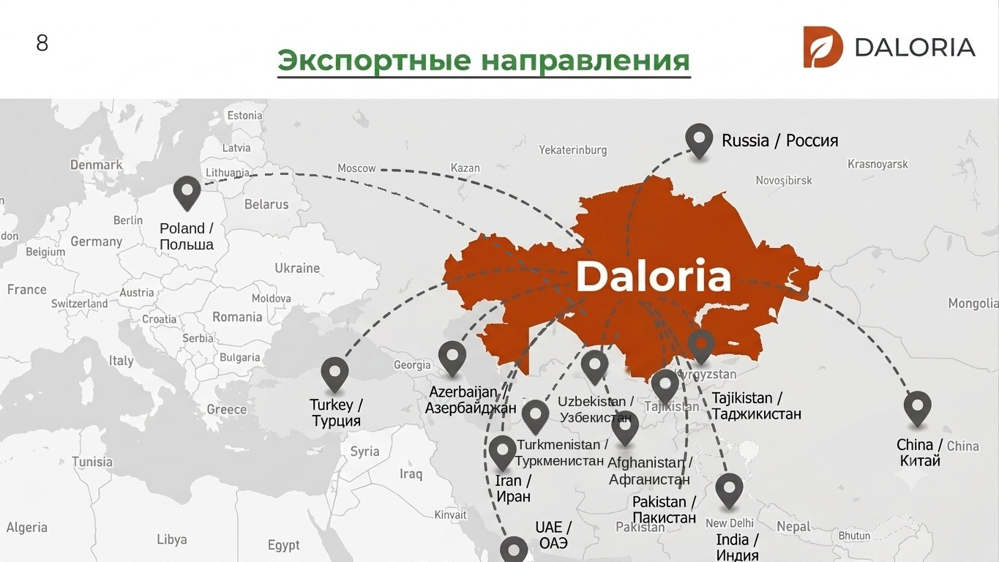 8
Экспортные направления
DALORIA
Estonia
Latvia
Lithuania
Denmark
Moscow
Kazan
Yekaterinburg
Russia / Россия
Krasnoyarsk
Novosibirsk
Belarus
Berlin
Poland /
Польша
Germany
Belgium
Ukraine
France
Austria
Switzerland
Moldova
Croatia
Romania
Daloria
Mongolia
Serbia
Italy
Bulgaria
Georgia
Greece
Turkey /
Турция
Azerbaijan /
Азербайджан
Uzbekistan /
Узбекистан
Kyrgyzstan
Tajikistan
Tajikistan /
Таджикистан
Turkmenistan /
Туркменистан
Afghanistan /
Афганистан
China / China
Китай
Syria
Iraq
Tunisia
Iran /
Иран
Pakistan /
Пакистан
Pakistan
Kinvait
UAE /
ОАЭ
New Delhi
India /
Индия
Nepal
Bhutun
Algeria
Libya
Egypt